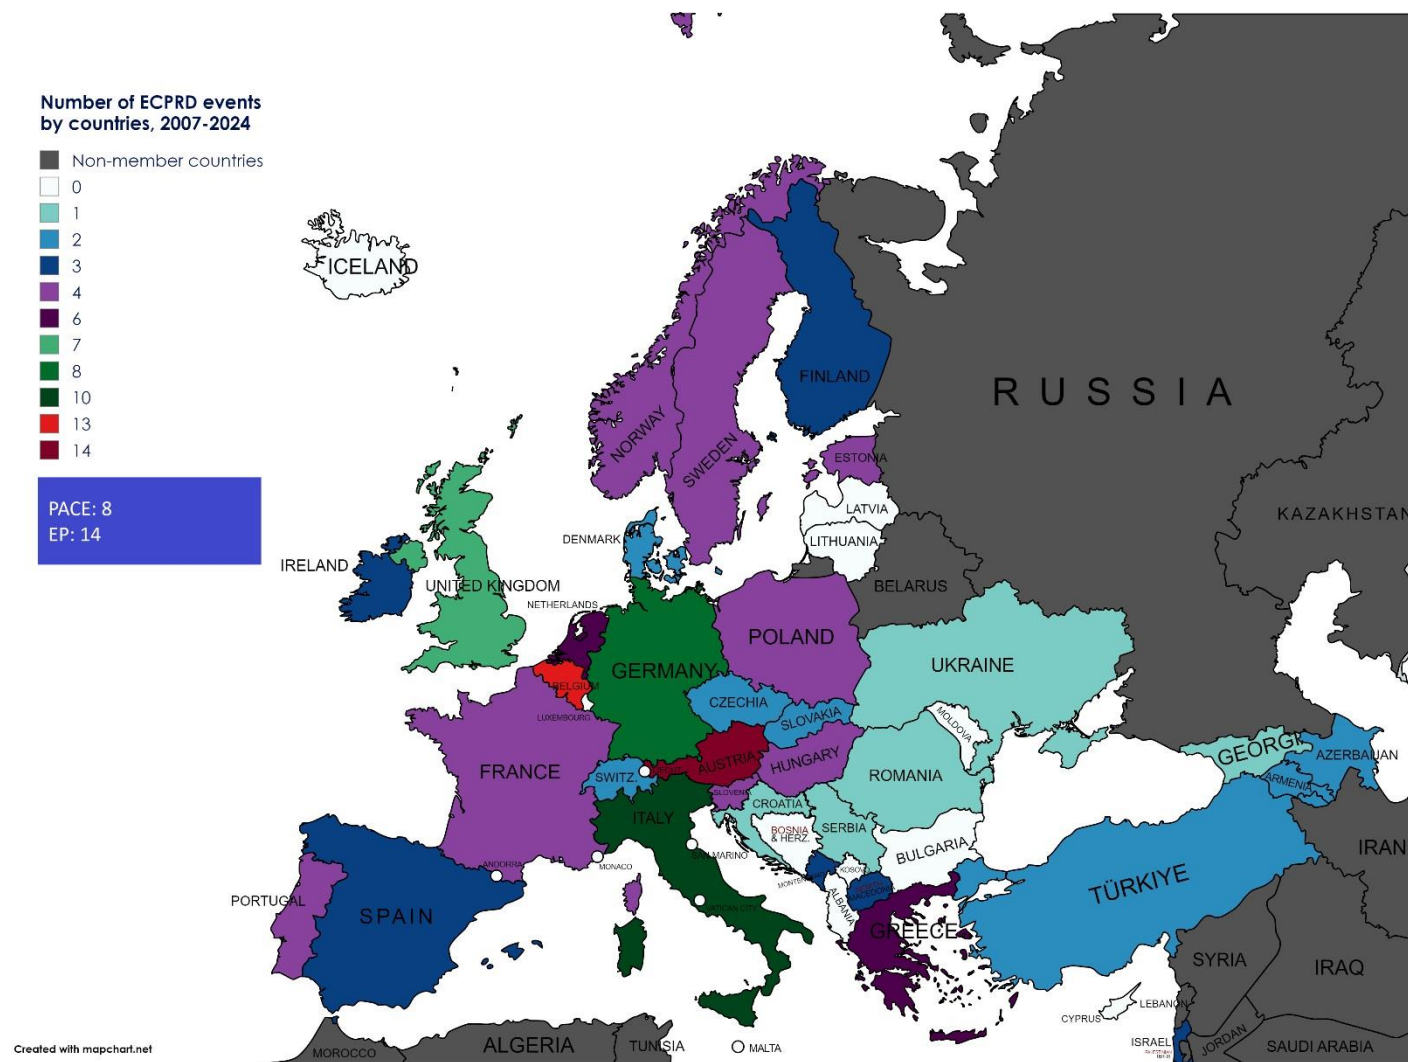 Number of ECPRD events
by countries, 2007-2024
Non-member countries
0
1
2
3
4
6
7
8
10
13
14
PACE: 8
EP: 14
ICELAND
RUSSIA
FINLAND
NORWAY
SWEDEN
ESTONIA
LATVIA
LITHUANIA
KAZAKHSTAN
DENMARK
IRELAND
UNITED KINGDOM
NETHERLANDS
BELARUS
POLAND
GERMANY
BELGIUM
UKRAINE
LUXEMBOURG
CZECHIA
SLOVAKIA
MOLDOVA
FRANCE
SWITZ.
AUSTRIA
HUNGARY
ROMANIA
GEORGI
AZERBAIJAN
ARMENIA
SLOVENIA
CROATIA
ITALY
BOSNIA
& HERZ.
SERBIA
BULGARIA
IRAN
SAN MARINO
MONACO
ANDORRA
MONTENEGRO
KOSOVO
MACEDONIA
ALBANIA
TÜRKIYE
PORTUGAL
SPAIN
VATICAN CITY
GREECE
SYRIA
IRAQ
LEBANON
CYPRUS
ISRAEL
JORDAN
SAUDI ARABIA
MOROCCO
ALGERIA
TUNISIA
MALTA
Created with mapchart.net